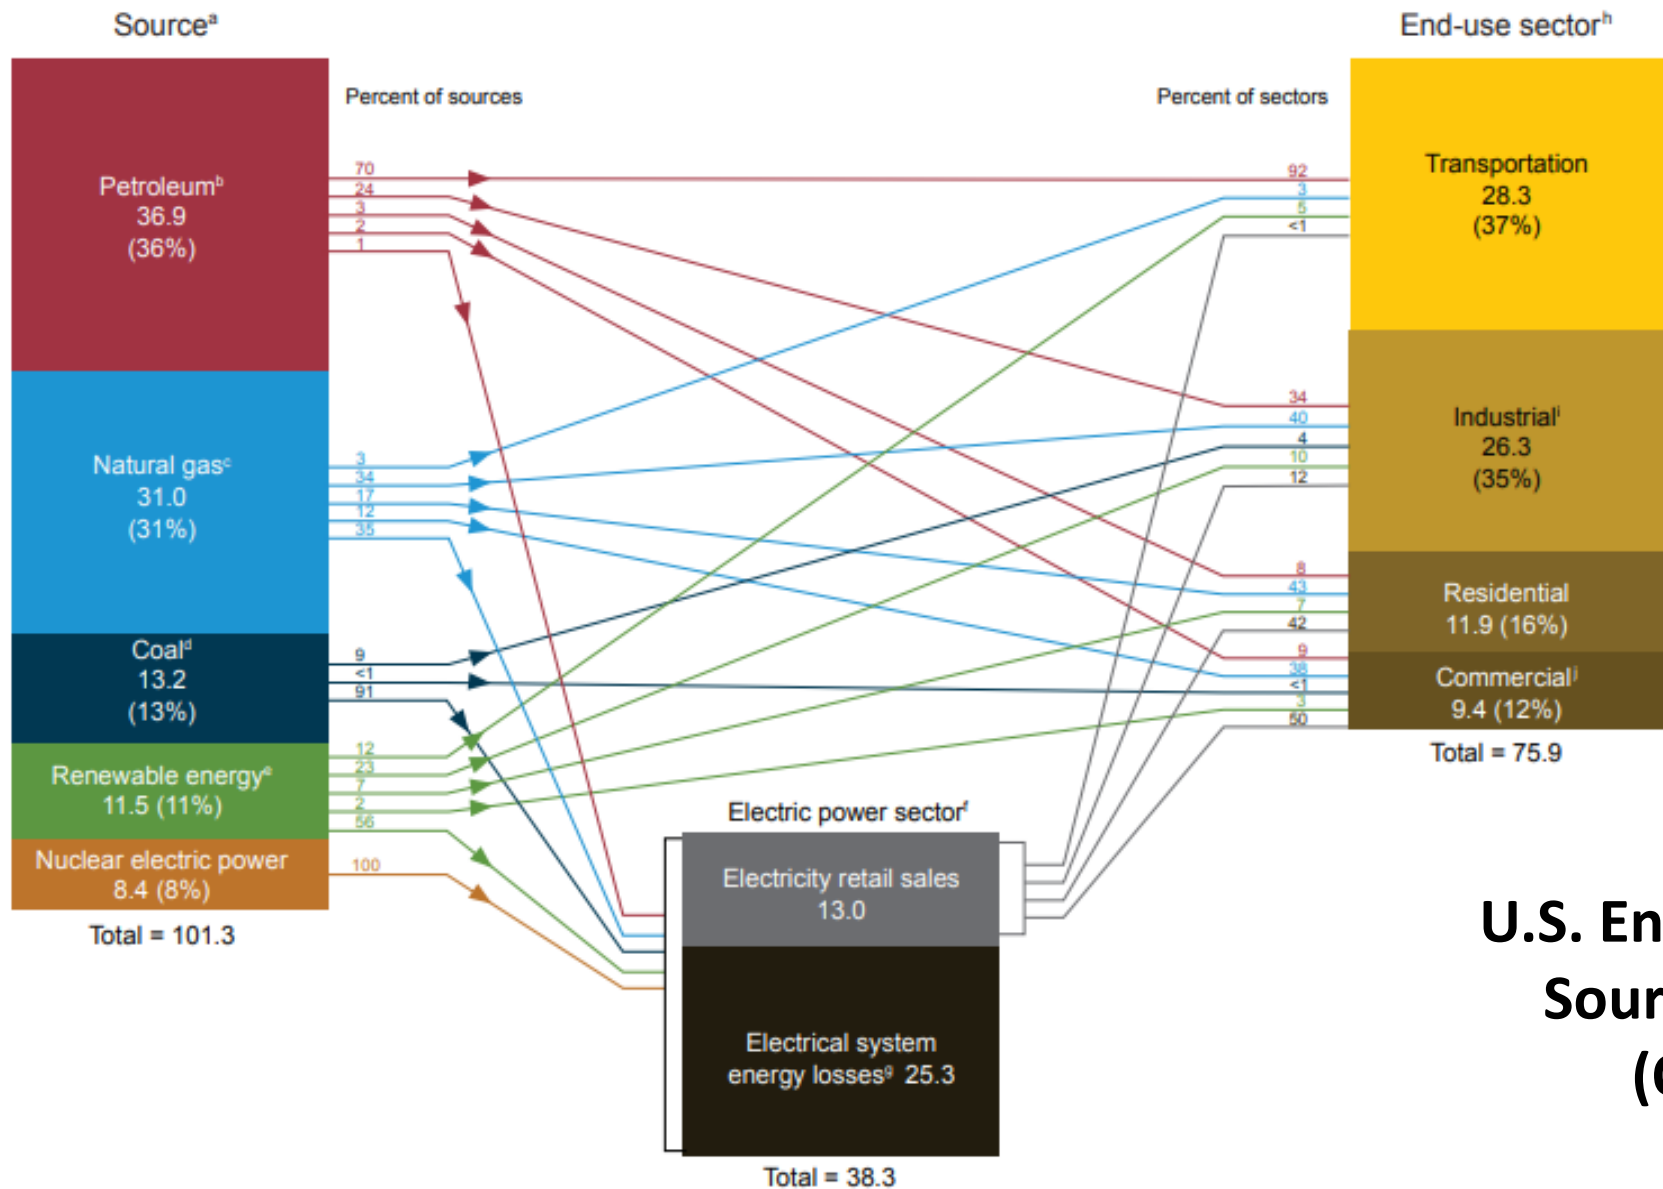 Sourceᵃ
End-use sectorʰ
Percent of sources
Percent of sectors
Petroleumᵇ
36.9
(36%)
70
24
3
2
1
Natural gasᶜ
31.0
(31%)
3
34
17
12
35
Coalᵈ
13.2
(13%)
9
<1
91
Renewable energyᵉ
11.5 (11%)
12
23
7
2
56
Nuclear electric power
8.4 (8%)
100
Total = 101.3
Electric power sectorᶠ
Electricity retail sales
13.0
Electrical system
energy lossesᵍ 25.3
Total = 38.3
92
3
5
<1
Transportation
28.3
(37%)
34
40
4
10
12
Industrialⁱ
26.3
(35%)
8
43
7
42
Residential
11.9 (16%)
9
38
<1
3
50
Commercialʲ
9.4 (12%)
Total = 75.9
U.S. En
Sour
(